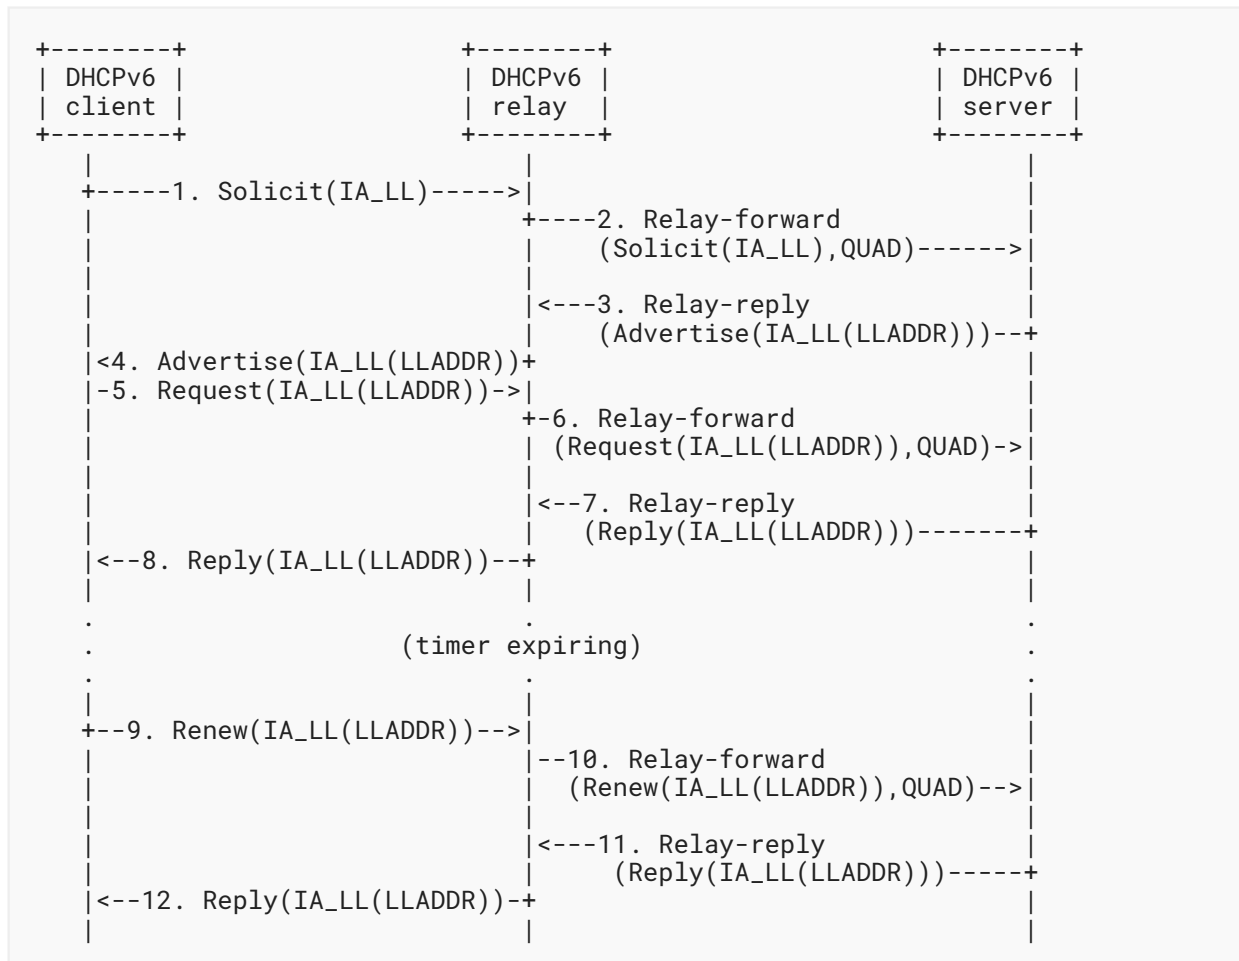 +--------+                  +--------+                     +--------+
| DHCPv6 |                  | DHCPv6 |                     | DHCPv6 |
| client |                  | relay  |                     | server |
+--------+                  +--------+                     +--------+
   |                            |                                |
   +-----1. Solicit(IA_LL)----->|                                |
   |                            +----2. Relay-forward            |
   |                            |    (Solicit(IA_LL),QUAD)------>|
   |                            |                                |
   |                            |<---3. Relay-reply              |
   |                            |    (Advertise(IA_LL(LLADDR)))--+
   |<4. Advertise(IA_LL(LLADDR))+                                |
   |-5. Request(IA_LL(LLADDR))->|                                |
   |                            +-6. Relay-forward               |
   |                            | (Request(IA_LL(LLADDR)),QUAD)->|
   |                            |                                |
   |                            |<--7. Relay-reply               |
   |                            |   (Reply(IA_LL(LLADDR)))-------+
   |<--8. Reply(IA_LL(LLADDR))--+                                |
   |                            |                                |
   .                            .                                .
   .                    (timer expiring)                         .
   .                            .                                .
   |                            |                                |
   +--9. Renew(IA_LL(LLADDR))-->|                                |
   |                            |--10. Relay-forward             |
   |                            |  (Renew(IA_LL(LLADDR)),QUAD)-->|
   |                            |                                |
   |                            |<---11. Relay-reply             |
   |                            |     (Reply(IA_LL(LLADDR)))-----+
   |<--12. Reply(IA_LL(LLADDR))-+                                |
   |                            |                                |